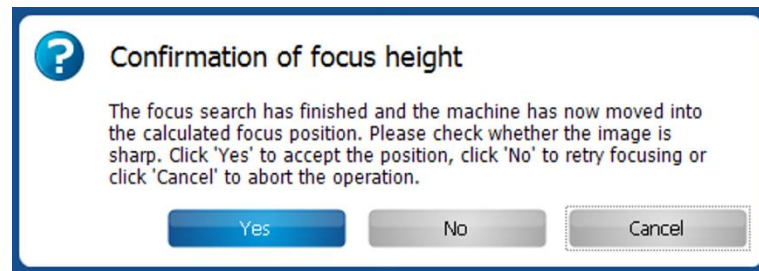 Confirmation of focus height
The focus search has finished and the machine has now moved into
the calculated focus position. Please check whether the image is
sharp. Click 'Yes' to accept the position, click 'No' to retry focusing or
click 'Cancel' to abort the operation.
Yes No Cancel